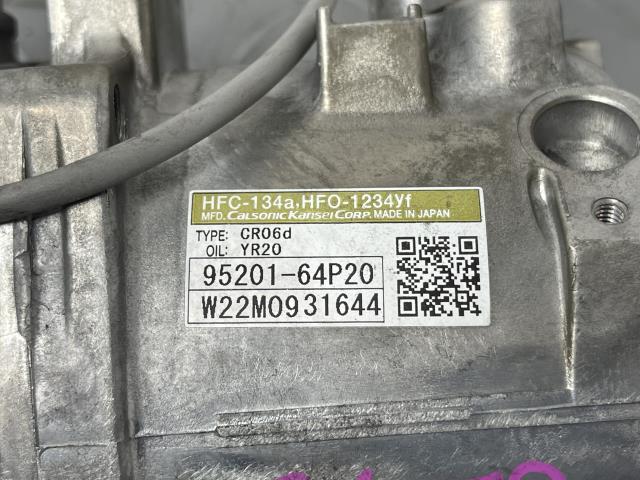 HFC-134a,HFO-1234yf
MFD. CALSONIC KANSEI CORP. MADE IN JAPAN
TYPE: CR06d
OIL: YR20
95201-64P20
W22M0931644